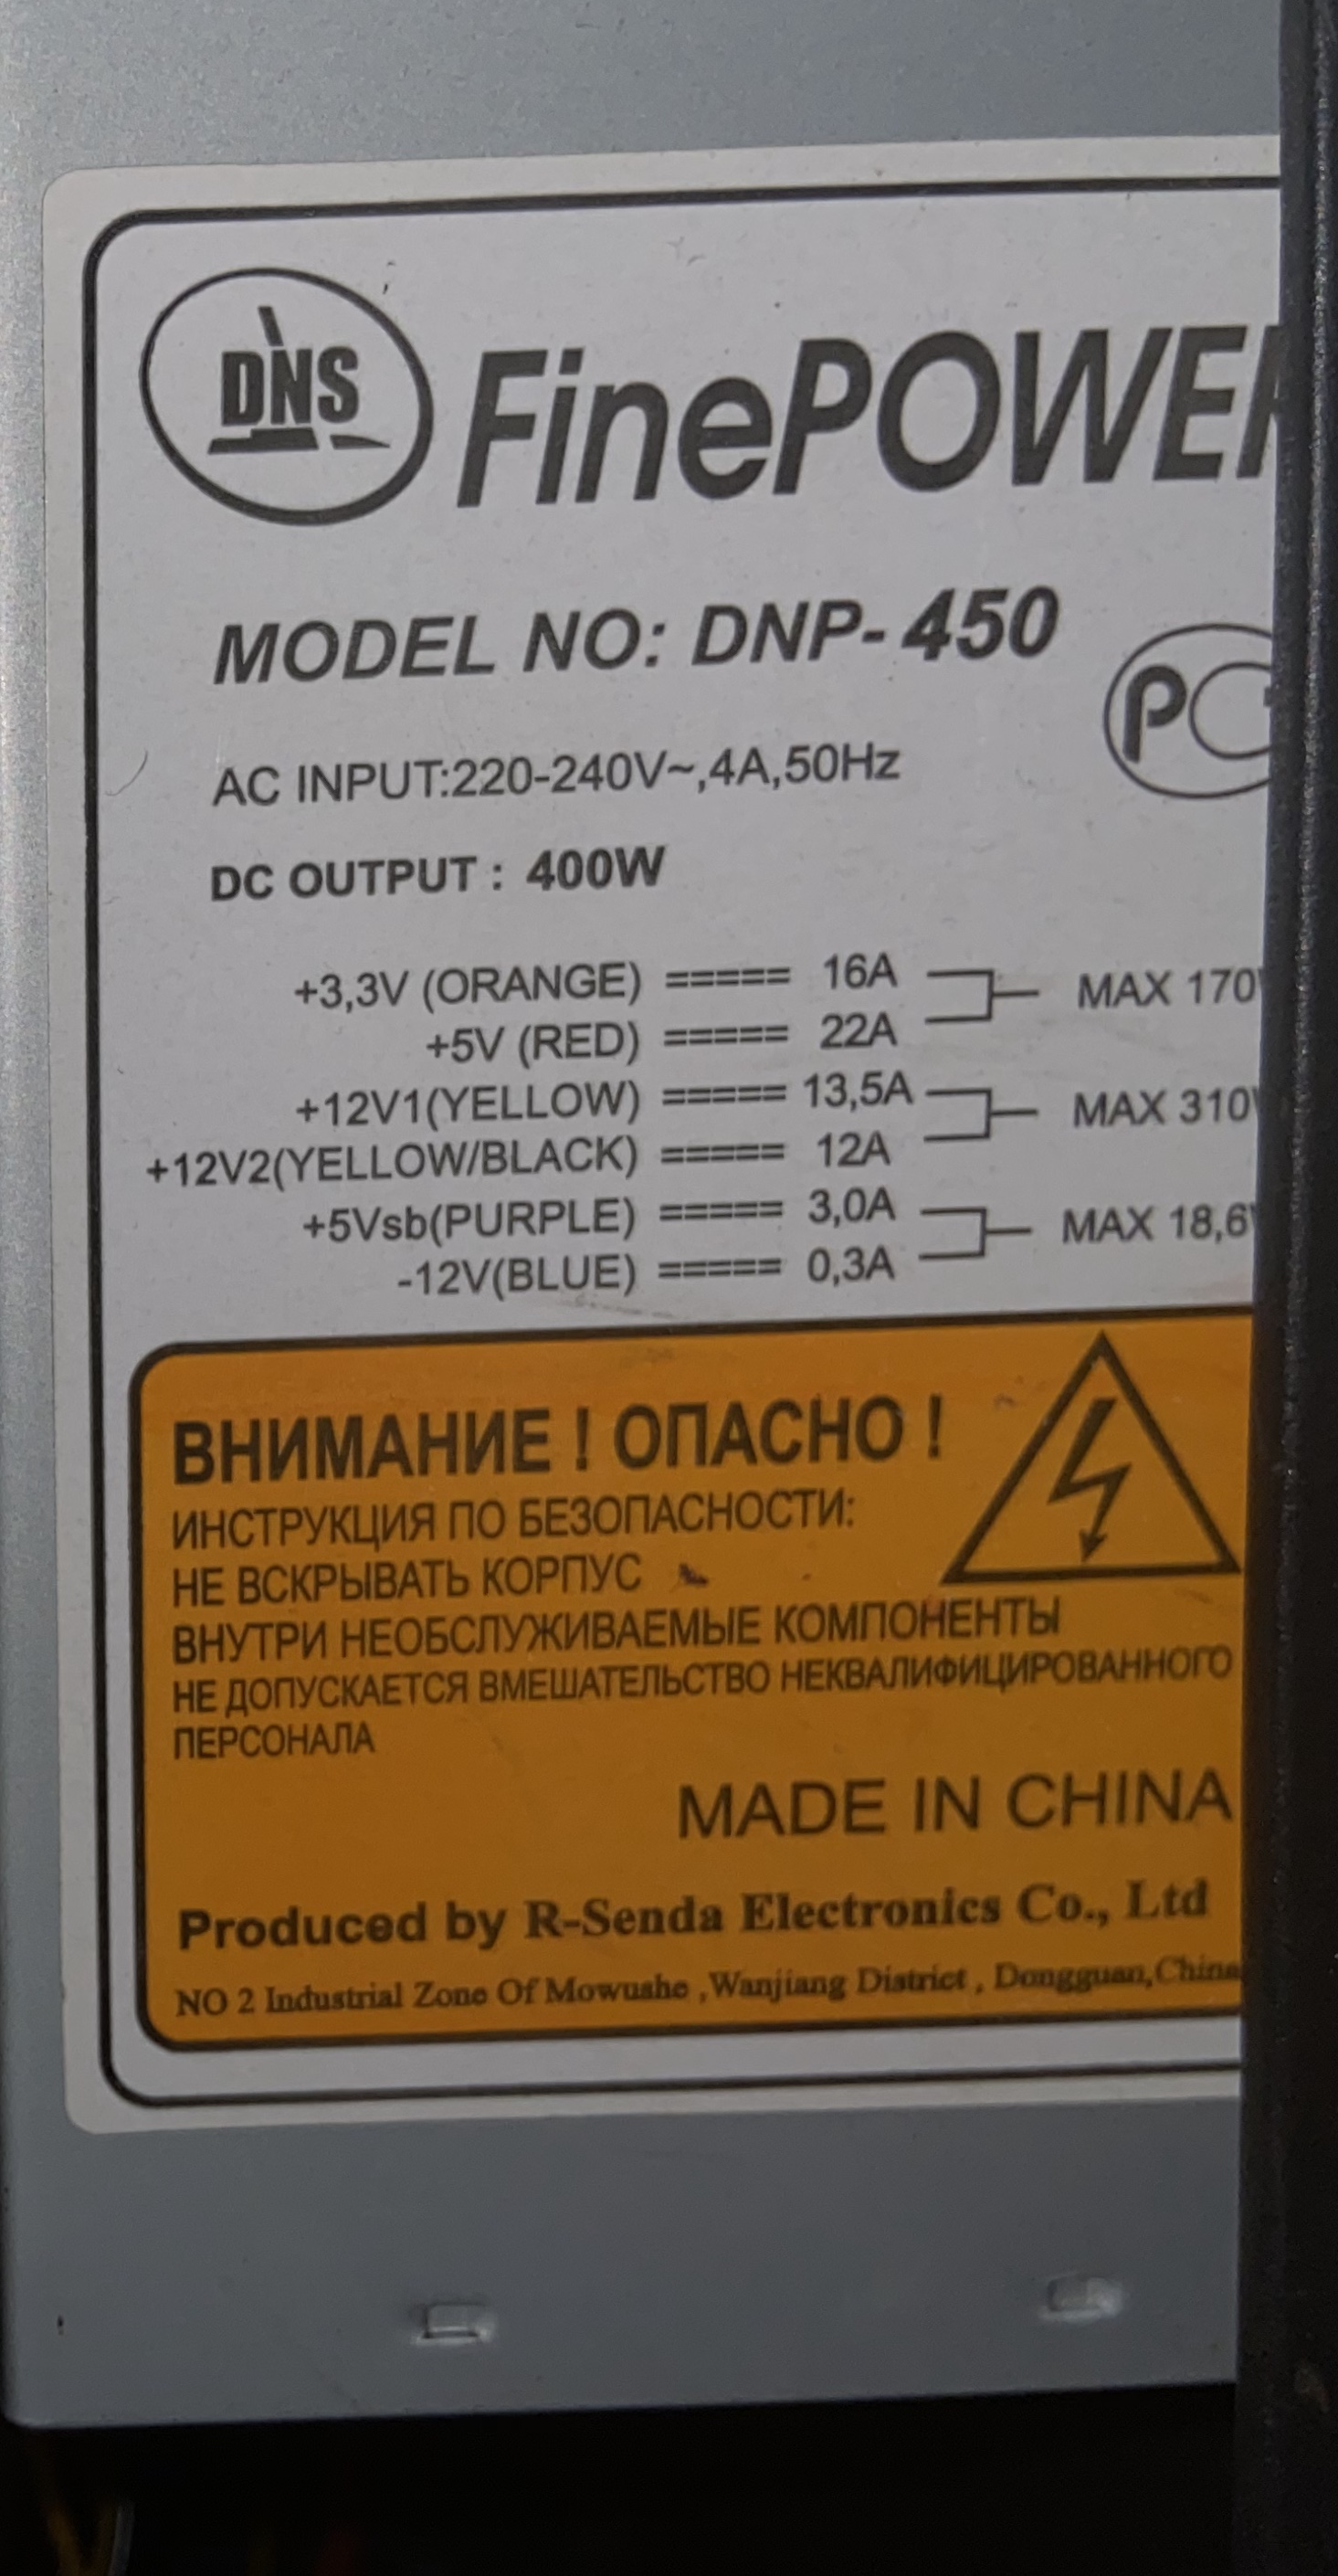 DNS FinePOWER
MODEL NO: DNP-450
РС
AC INPUT:220-240V~,4A,50Hz
DC OUTPUT : 400W
+3,3V (ORANGE) ===== 16A MAX 170
+5V (RED) ===== 22A
+12V1(YELLOW) ===== 13,5A MAX 310
+12V2(YELLOW/BLACK) ===== 12A
+5Vsb(PURPLE) ===== 3,0A MAX 18,6
-12V(BLUE) ===== 0,3A
ВНИМАНИЕ ! ОПАСНО !
ИНСТРУКЦИЯ ПО БЕЗОПАСНОСТИ:
НЕ ВСКРЫВАТЬ КОРПУС
ВНУТРИ НЕОБСЛУЖИВАЕМЫЕ КОМПОНЕНТЫ
НЕ ДОПУСКАЕТСЯ ВМЕШАТЕЛЬСТВО НЕКВАЛИФИЦИРОВАННОГО
ПЕРСОНАЛА
MADE IN CHINA
Produced by R-Senda Electronics Co., Ltd
NO 2 Industrial Zone Of Mowushe ,Wanjiang District , Dongguan,China